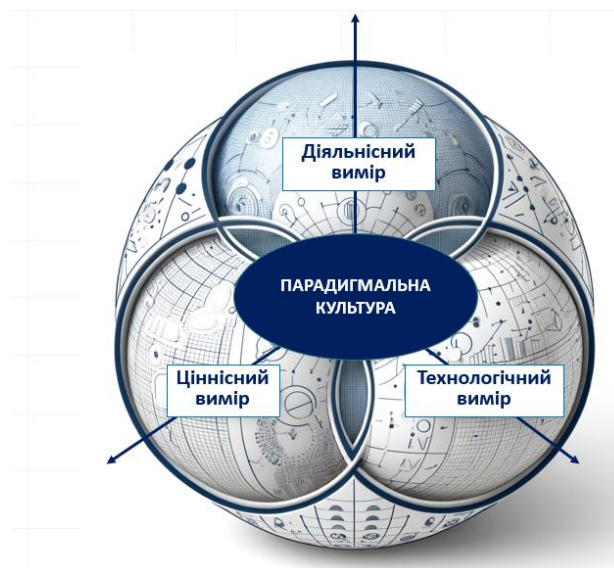 Діяльнісний
вимір
ПАРАДИГМАЛЬНА
КУЛЬТУРА
Ціннісний
вимір
Технологічний
вимір